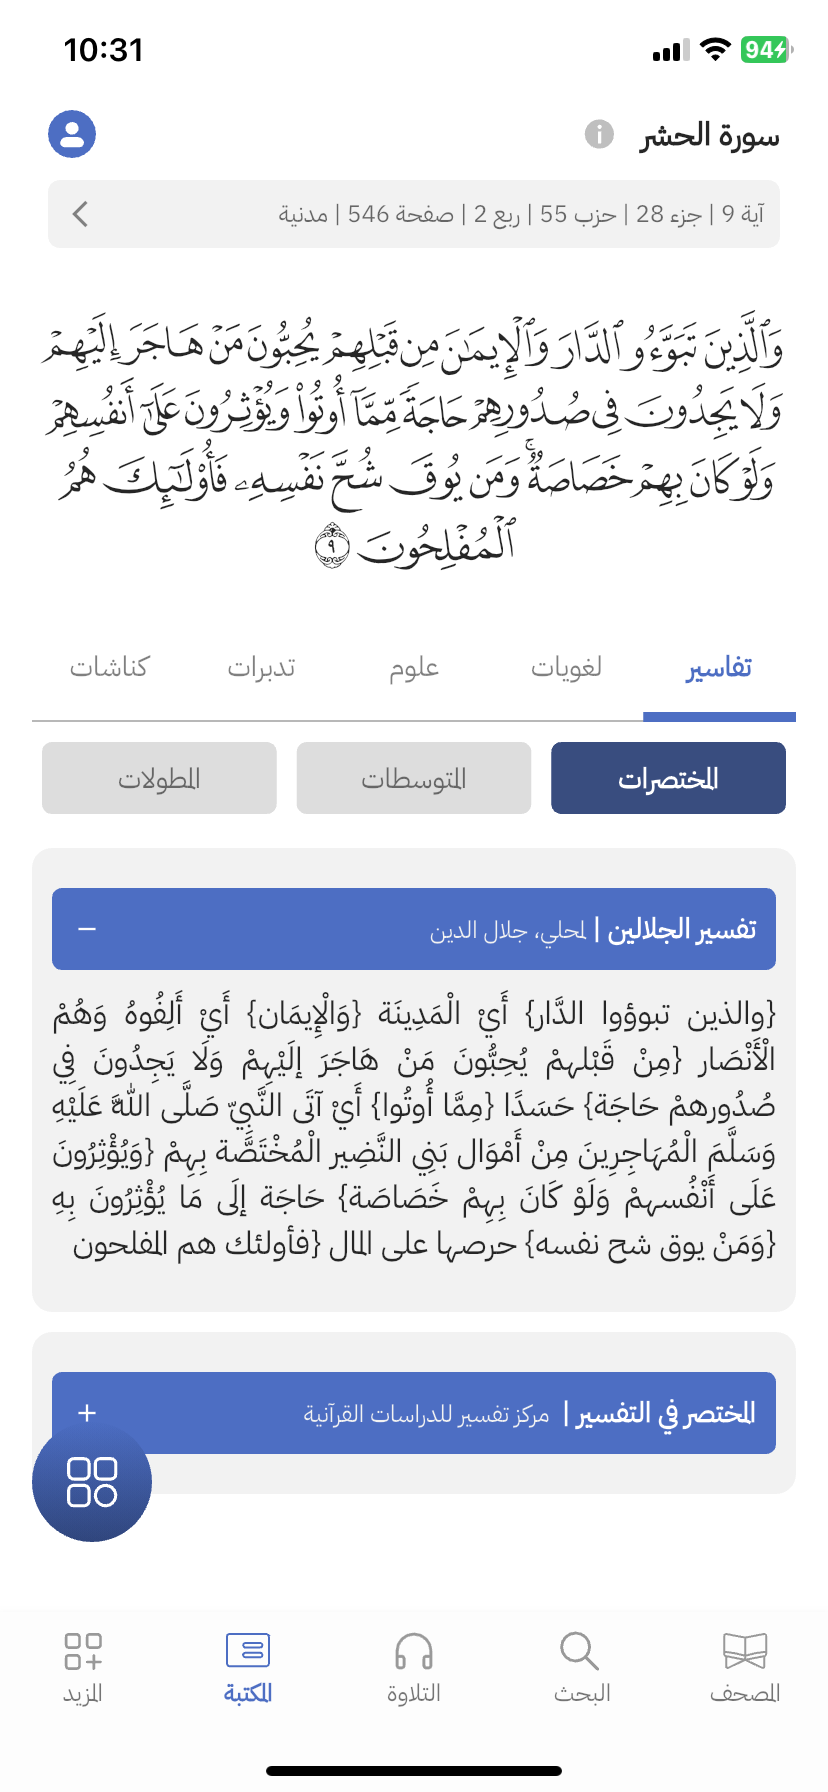 10:31
94
سورة الحشر
آية 9 | جزء 28 | حزب 55 | ربع 2 | صفحة 546 | مدنية
وَٱلَّذِينَ تَبَوَّءُو ٱلدَّارَ وَٱلْإِيمَٰنَ مِن قَبْلِهِمْ يُحِبُّونَ مَنْ هَاجَرَ إِلَيْهِمْ
وَلَا يَجِدُونَ فِى صُدُورِهِمْ حَاجَةً مِّمَّآ أُوتُوا۟ وَيُؤْثِرُونَ عَلَىٰٓ أَنفُسِهِمْ
وَلَوْ كَانَ بِهِمْ خَصَاصَةٌ ۚ وَمَن يُوقَ شُحَّ نَفْسِهِۦ فَأُو۟لَٰٓئِكَ هُمُ
ٱلْمُفْلِحُونَ ٩
تفاسير لغويات علوم تدبرات كناشات
المختصرات المتوسطات المطولات
تفسير الجلالين | لمحلي، جلال الدين
{والذين تبوؤوا الدَّار} أَيْ الْمَدِينَة {وَالْإِيمَان} أَيْ أَلِفُوهُ وَهُمْ
الْأَنْصَار {مِنْ قَبْلهمْ يُحِبُّونَ مَنْ هَاجَرَ إلَيْهِمْ وَلَا يَجِدُونَ فِي
صُدُورهمْ حَاجَة} حَسَدًا {مِمَّا أُوتُوا} أَيْ آتَى النَّبِيّ صَلَّى اللَّه عَلَيْهِ
وَسَلَّمَ الْمُهَاجِرِينَ مِنْ أَمْوَال بَنِي النَّضِير الْمُخْتَصَّة بِهِمْ {وَيُؤْثِرُونَ
عَلَى أَنْفُسهمْ وَلَوْ كَانَ بِهِمْ خَصَاصَة} حَاجَة إلَى مَا يُؤْثِرُونَ بِهِ
{وَمَنْ يوق شح نفسه} حرصها على المال {فأولئك هم المفلحون
المختصر في التفسير | مركز تفسير للدراسات القرآنية
المصحف البحث التلاوة المكتبة المزيد